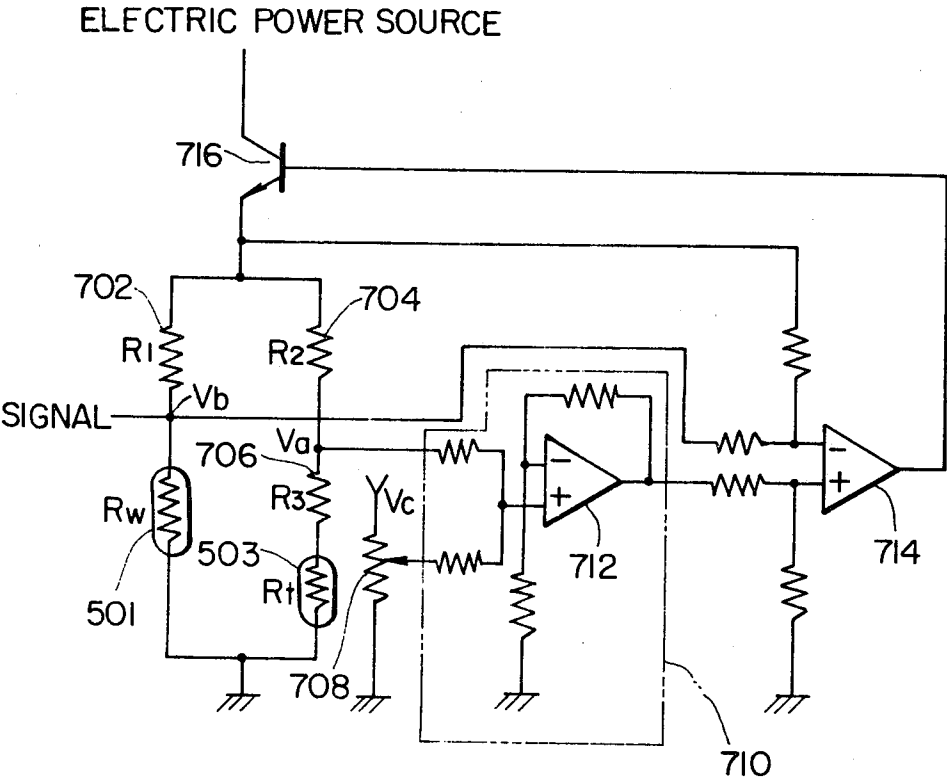 ELECTRIC POWER SOURCE
716
702
704
R1
R2
SIGNAL
Vb
Va
706
R3
Vc
Rw
503
Rt
501
708
712
714
710
−
+
−
+